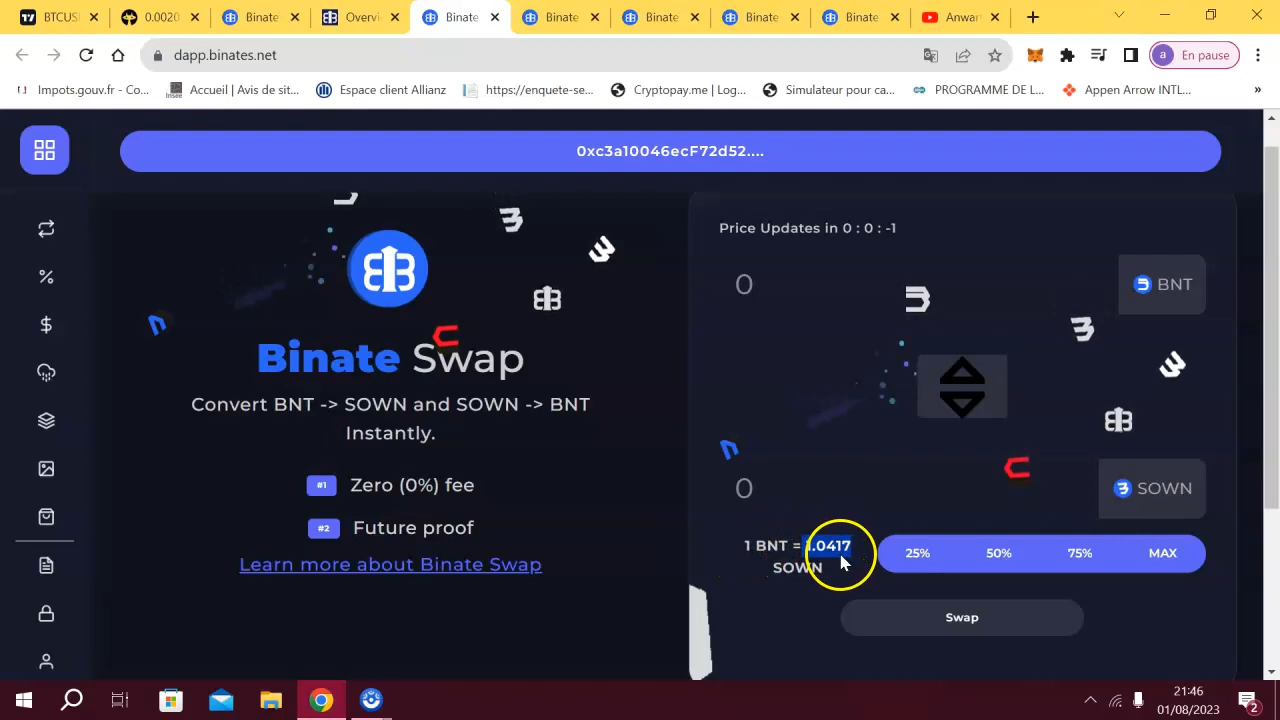 BTCUS
0.0020
Binate
Overvi
Binate
Binate
Binate
Binate
Binate
Anwar
dapp.binates.net
a
En pause
Impots.gouv.fr - Co...
Accueil | Avis de sit...
Espace client Allianz
https://enquete-se...
Cryptopay.me | Log...
Simulateur pour ca...
PROGRAMME DE L...
Appen Arrow INTL...
»
0xc3a10046ecF72d52....
Binate Swap
Convert BNT -> SOWN and SOWN -> BNT
Instantly.
#1 Zero (0%) fee
#2 Future proof
Learn more about Binate Swap
Price Updates in 0 : 0 : -1
0
BNT
0
SOWN
1 BNT = 1.0417
SOWN
25%
50%
75%
MAX
Swap
21:46
01/08/2023
2